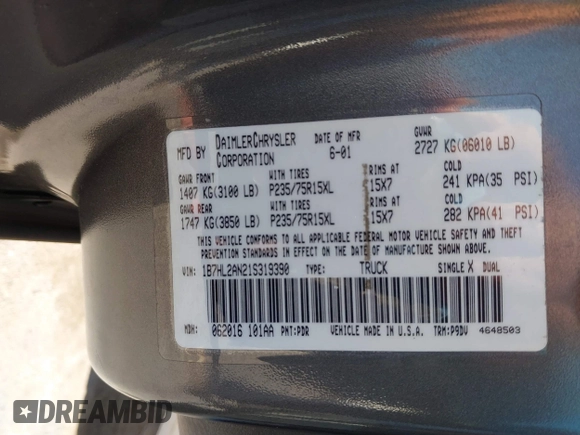 MFD BY DAIMLERCHRYSLER CORPORATION DATE OF MFR 6-01 GVWR 2727 KG(06010 LB)
GAWR FRONT WITH TIRES RIMS AT COLD
1407 KG(3100 LB) P235/75R15XL 15X7 241 KPA(35 PSI)
GAWR REAR WITH TIRES RIMS AT COLD
1747 KG(3850 LB) P235/75R15XL 15X7 282 KPA(41 PSI)
THIS VEHICLE CONFORMS TO ALL APPLICABLE FEDERAL MOTOR VEHICLE SAFETY AND THEFT
PREVENTION STANDARDS IN EFFECT ON THE DATE OF MANUFACTURE SHOWN ABOVE.
VIN: 1B7HL2AN21S319390 TYPE: TRUCK SINGLE X DUAL
MDH: 062016 101AA PNT:PDR VEHICLE MADE IN U.S.A. TRM:P9DV 4648503
DREAMBID